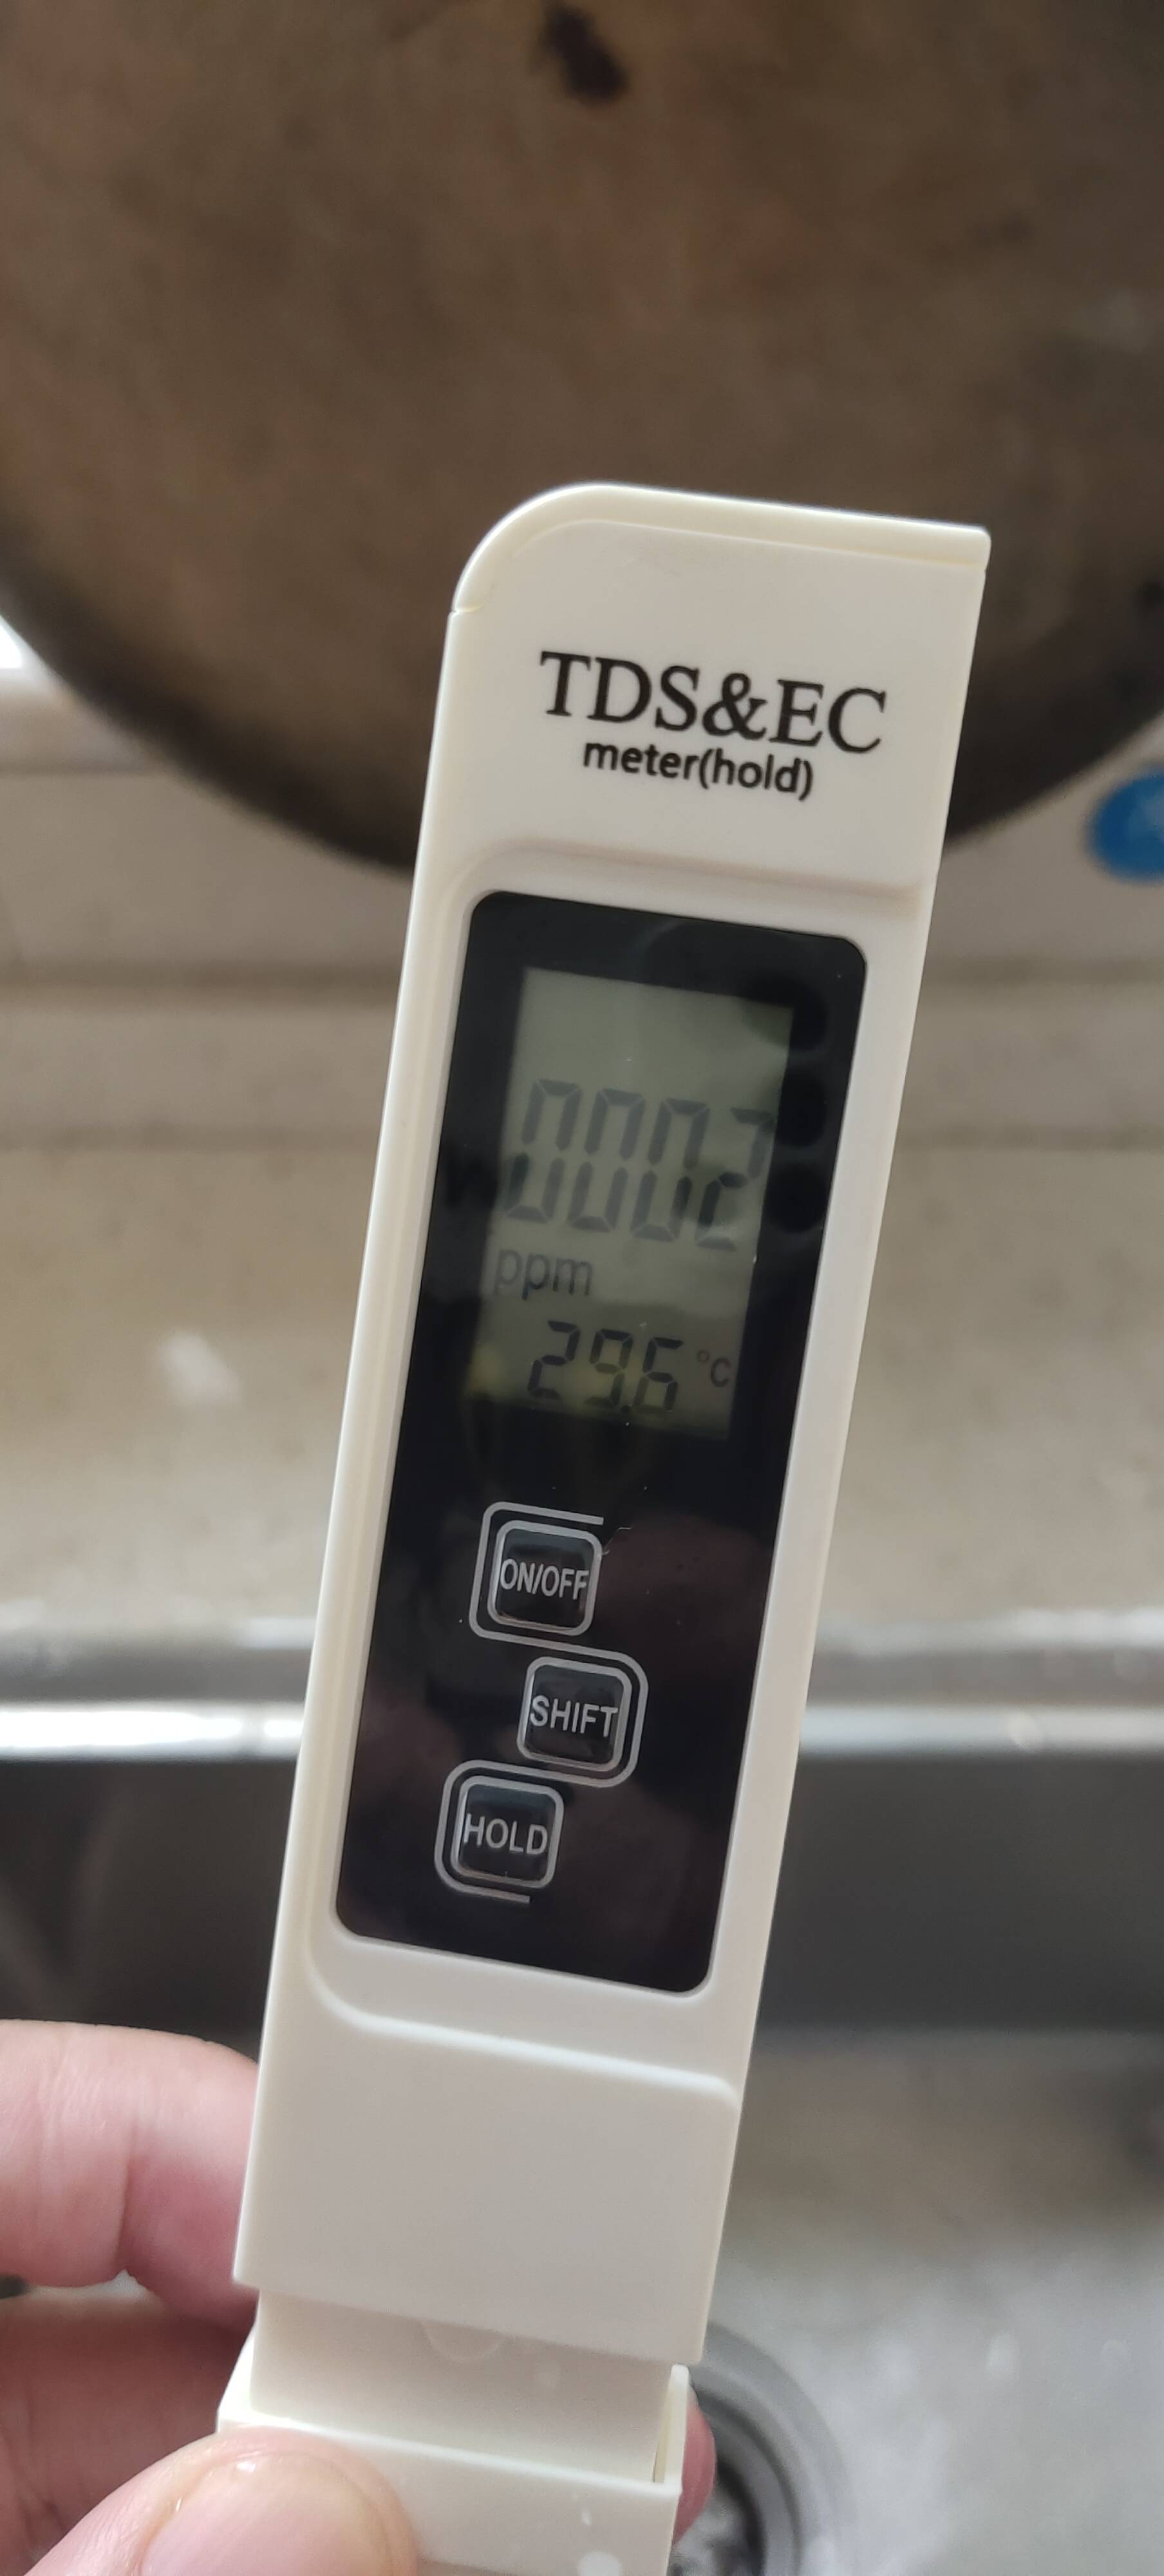 TDS&EC
meter(hold)
0002
ppm
29.6 °C
ON/OFF
SHIFT
HOLD